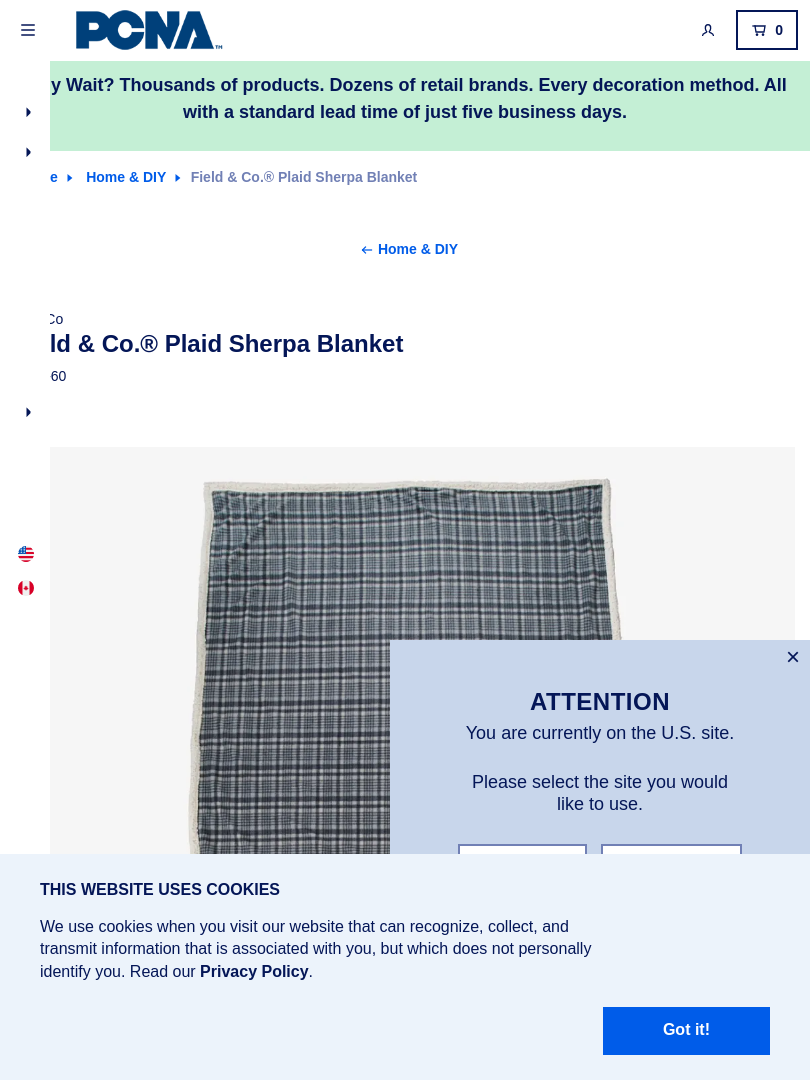 PCNA™
0
y Wait? Thousands of products. Dozens of retail brands. Every decoration method. All
with a standard lead time of just five business days.
e Home & DIY Field & Co.® Plaid Sherpa Blanket
Home & DIY
Co
ld & Co.® Plaid Sherpa Blanket
60
ATTENTION
You are currently on the U.S. site.
Please select the site you would
like to use.
THIS WEBSITE USES COOKIES
We use cookies when you visit our website that can recognize, collect, and
transmit information that is associated with you, but which does not personally
identify you. Read our Privacy Policy.
Got it!